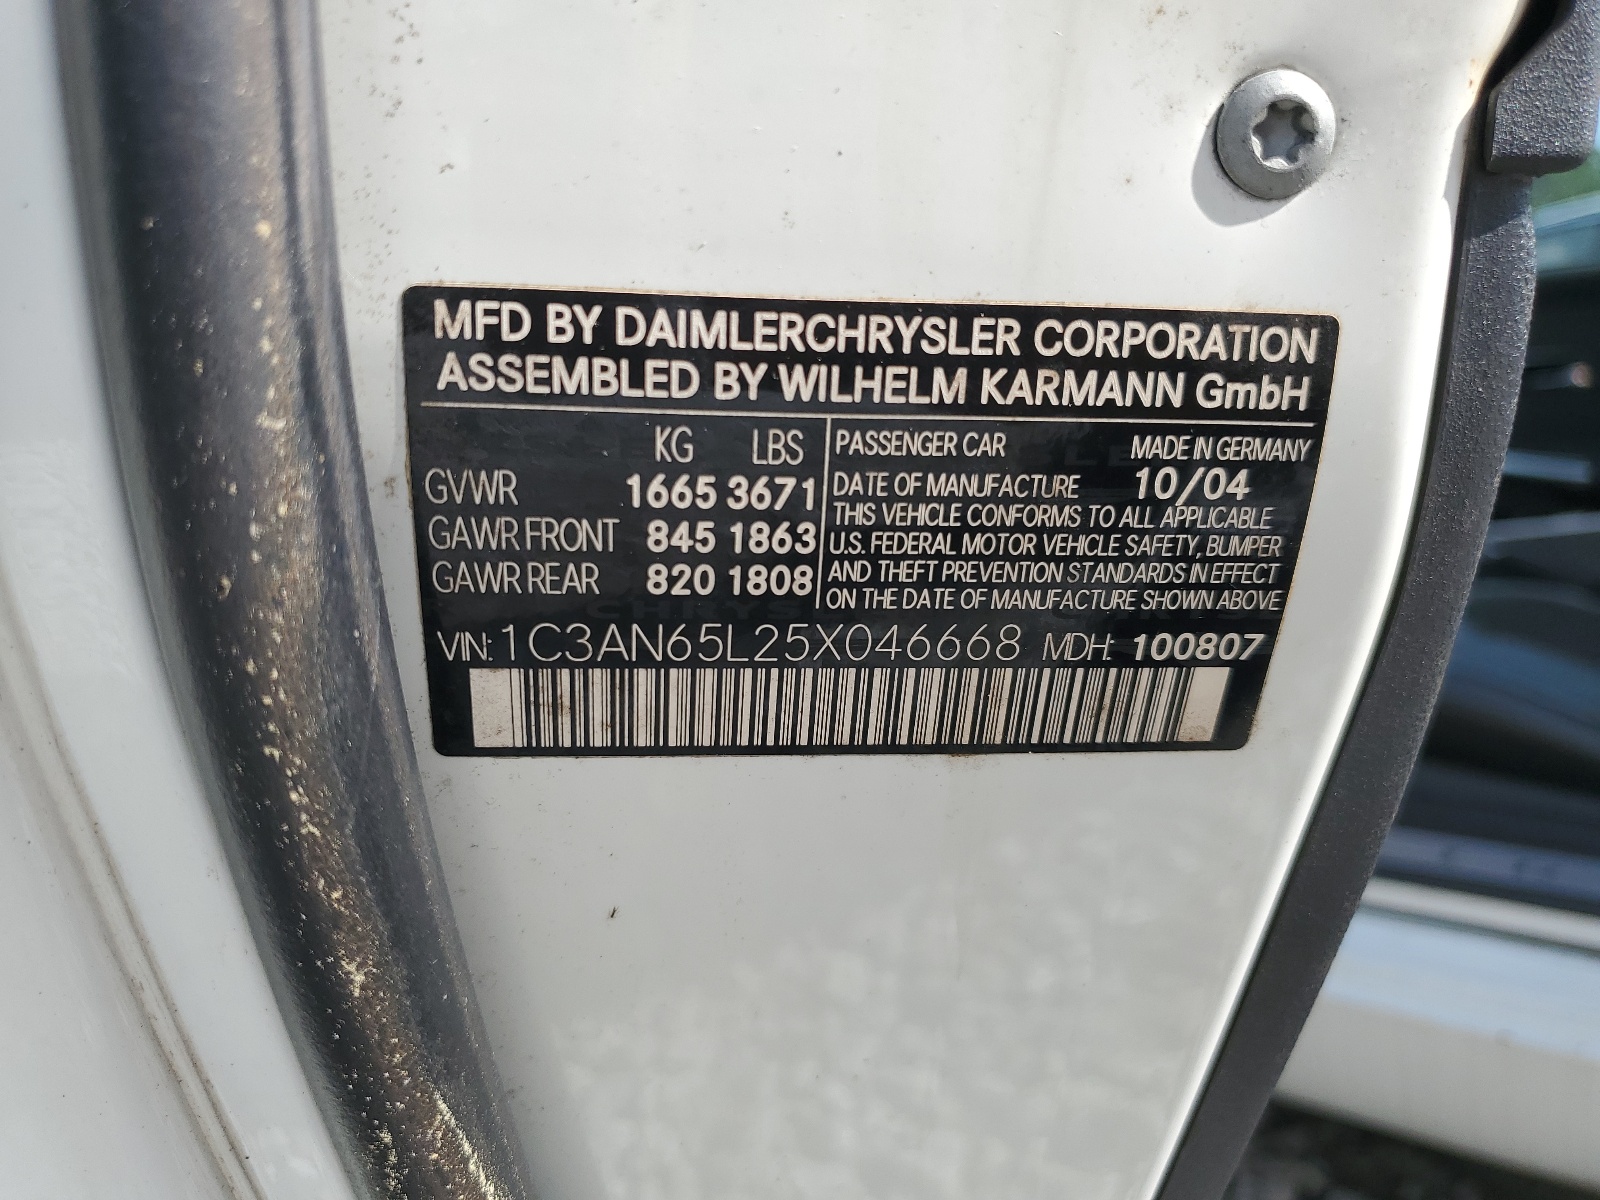 MFD BY DAIMLERCHRYSLER CORPORATION
ASSEMBLED BY WILHELM KARMANN GmbH
KG LBS
GVWR 1665 3671
GAWR FRONT 845 1863
GAWR REAR 820 1808
PASSENGER CAR MADE IN GERMANY
DATE OF MANUFACTURE 10/04
THIS VEHICLE CONFORMS TO ALL APPLICABLE
U.S. FEDERAL MOTOR VEHICLE SAFETY, BUMPER
AND THEFT PREVENTION STANDARDS IN EFFECT
ON THE DATE OF MANUFACTURE SHOWN ABOVE
VIN: 1C3AN65L25X046668 MDH: 100807